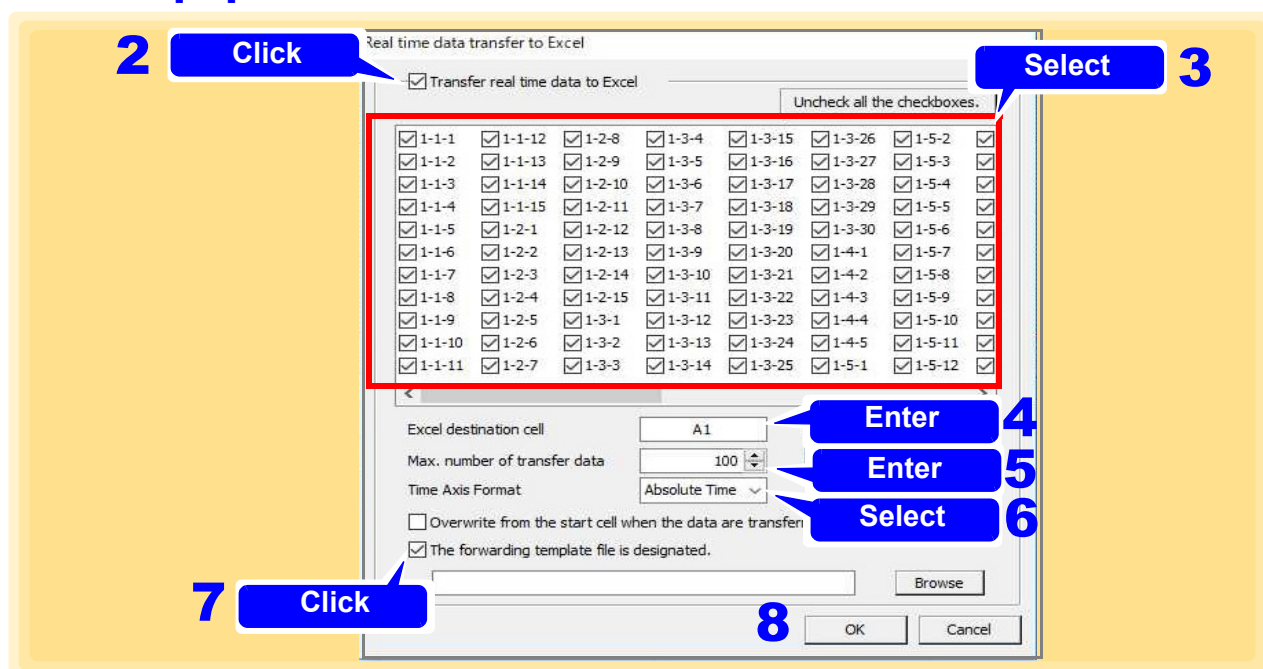 2 Click
Real time data transfer to Excel
Select 3
Transfer real time data to Excel
Uncheck all the checkboxes.
1-1-1 1-1-12 1-2-8 1-3-4 1-3-15 1-3-26 1-5-2
1-1-2 1-1-13 1-2-9 1-3-5 1-3-16 1-3-27 1-5-3
1-1-3 1-1-14 1-2-10 1-3-6 1-3-17 1-3-28 1-5-4
1-1-4 1-1-15 1-2-11 1-3-7 1-3-18 1-3-29 1-5-5
1-1-5 1-2-1 1-2-12 1-3-8 1-3-19 1-3-30 1-5-6
1-1-6 1-2-2 1-2-13 1-3-9 1-3-20 1-4-1 1-5-7
1-1-7 1-2-3 1-2-14 1-3-10 1-3-21 1-4-2 1-5-8
1-1-8 1-2-4 1-2-15 1-3-11 1-3-22 1-4-3 1-5-9
1-1-9 1-2-5 1-3-1 1-3-12 1-3-23 1-4-4 1-5-10
1-1-10 1-2-6 1-3-2 1-3-13 1-3-24 1-4-5 1-5-11
1-1-11 1-2-7 1-3-3 1-3-14 1-3-25 1-5-1 1-5-12
Excel destination cell A1 Enter 4
Max. number of transfer data 100 Enter 5
Time Axis Format Absolute Time Select 6
Overwrite from the start cell when the data are
The forwarding template file is designated.
Browse
7 Click
8 OK Cancel